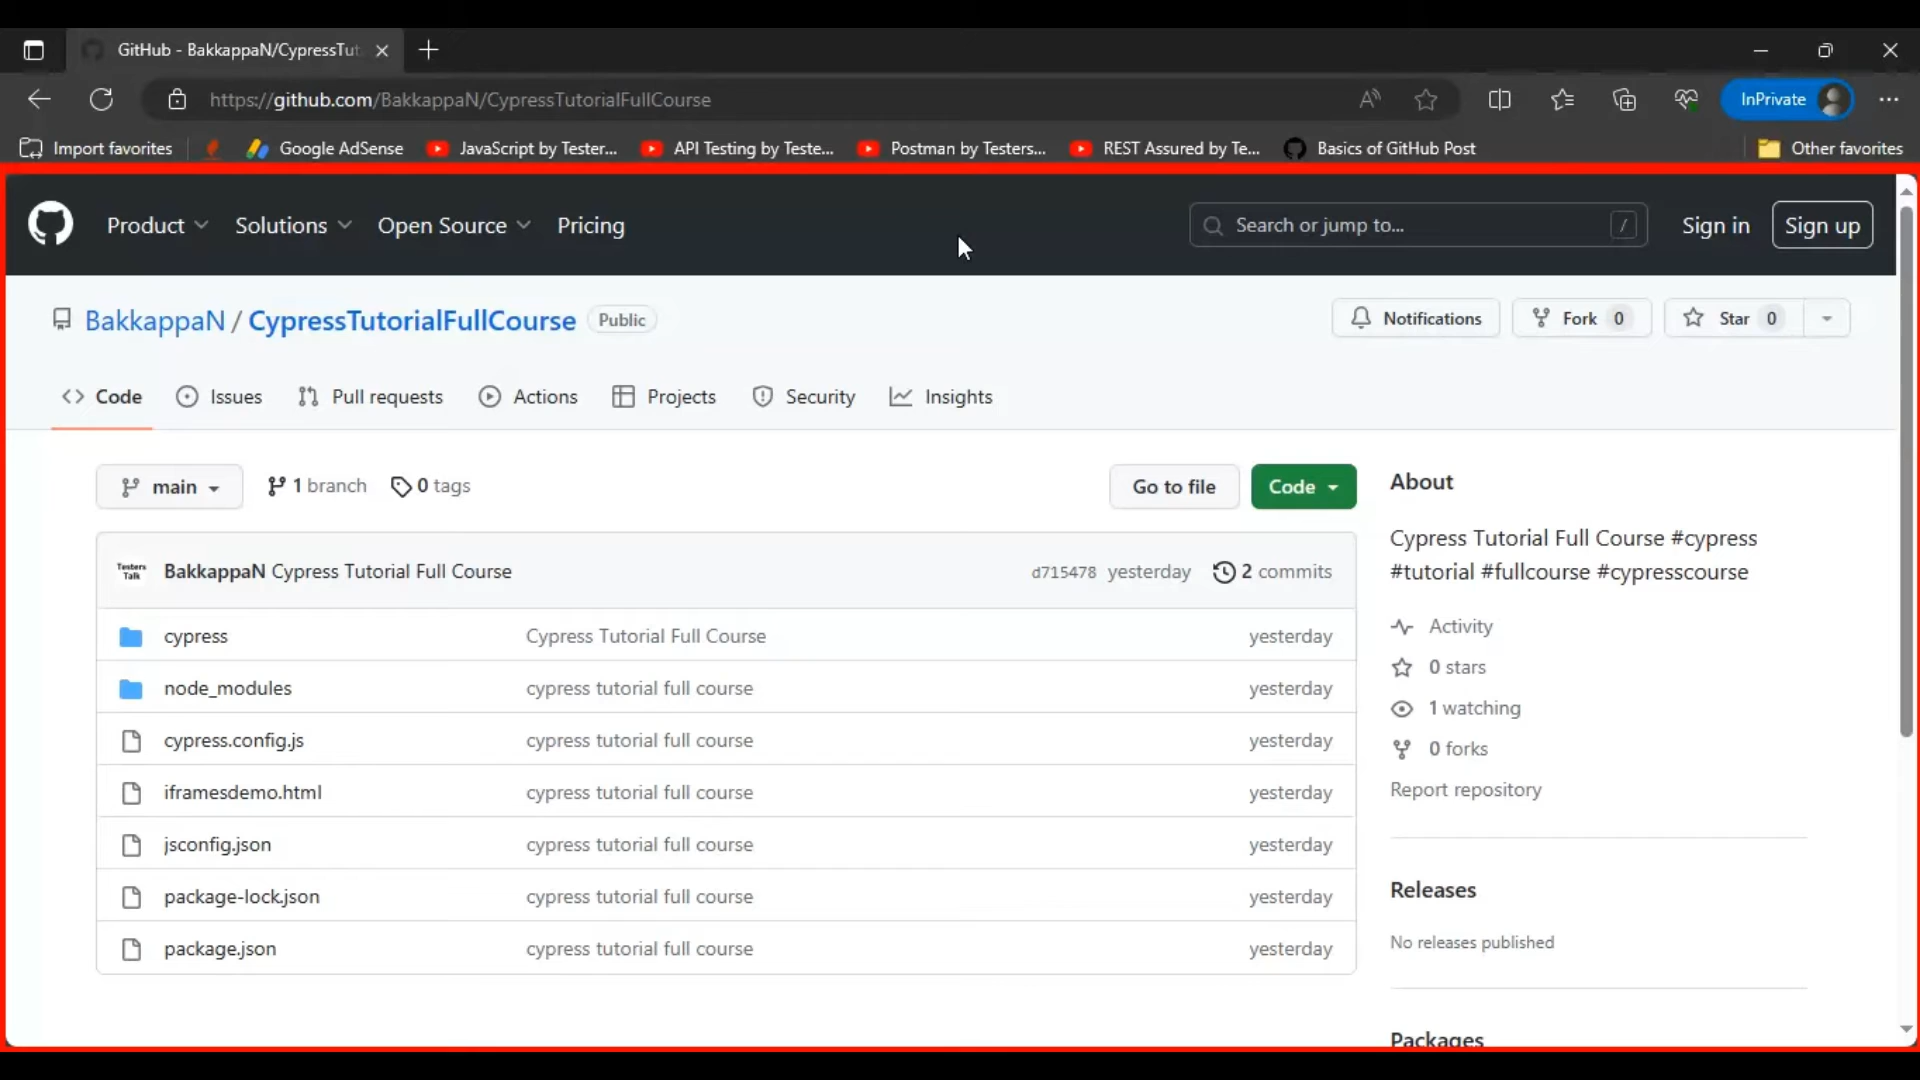 GitHub - BakkappaN/CypressTut
https://github.com/BakkappaN/CypressTutorialFullCourse
InPrivate
Import favorites
Google AdSense
JavaScript by Tester...
API Testing by Teste...
Postman by Testers...
REST Assured by Te...
Basics of GitHub Post
Other favorites
Product
Solutions
Open Source
Pricing
Search or jump to...
/
Sign in
Sign up
BakkappaN / CypressTutorialFullCourse
Public
Notifications
Fork 0
Star 0
Code
Issues
Pull requests
Actions
Projects
Security
Insights
main
1 branch
0 tags
Go to file
Code
Testers
Talk
BakkappaN Cypress Tutorial Full Course
d715478 yesterday
2 commits
cypress
Cypress Tutorial Full Course
yesterday
node_modules
cypress tutorial full course
yesterday
cypress.config.js
cypress tutorial full course
yesterday
iframesdemo.html
cypress tutorial full course
yesterday
jsconfig.json
cypress tutorial full course
yesterday
package-lock.json
cypress tutorial full course
yesterday
package.json
cypress tutorial full course
yesterday
About
Cypress Tutorial Full Course #cypress
#tutorial #fullcourse #cypresscourse
Activity
0 stars
1 watching
0 forks
Report repository
Releases
No releases published
Packages